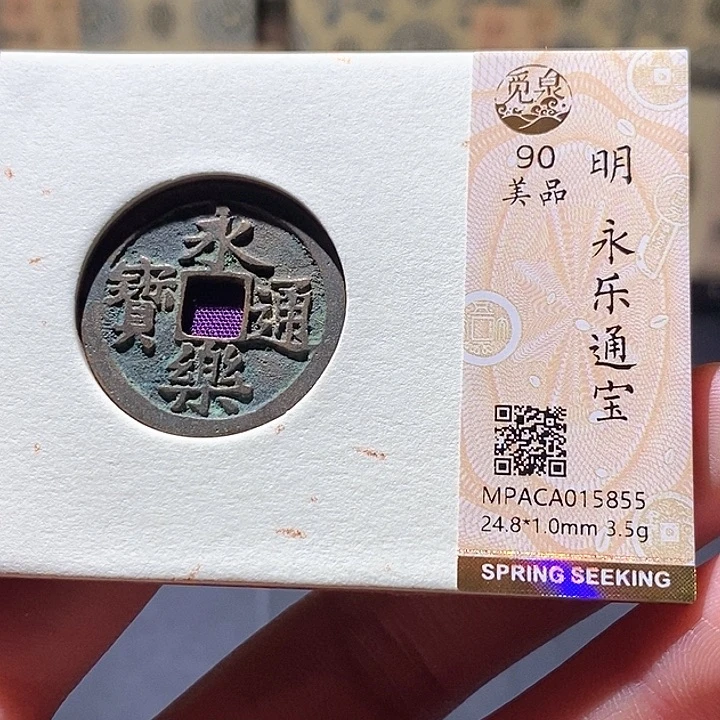 永
寶 通
樂
觅泉
90
美品
明 永乐通宝
MPACA015855
24.8*1.0mm 3.5g
SPRING SEEKING